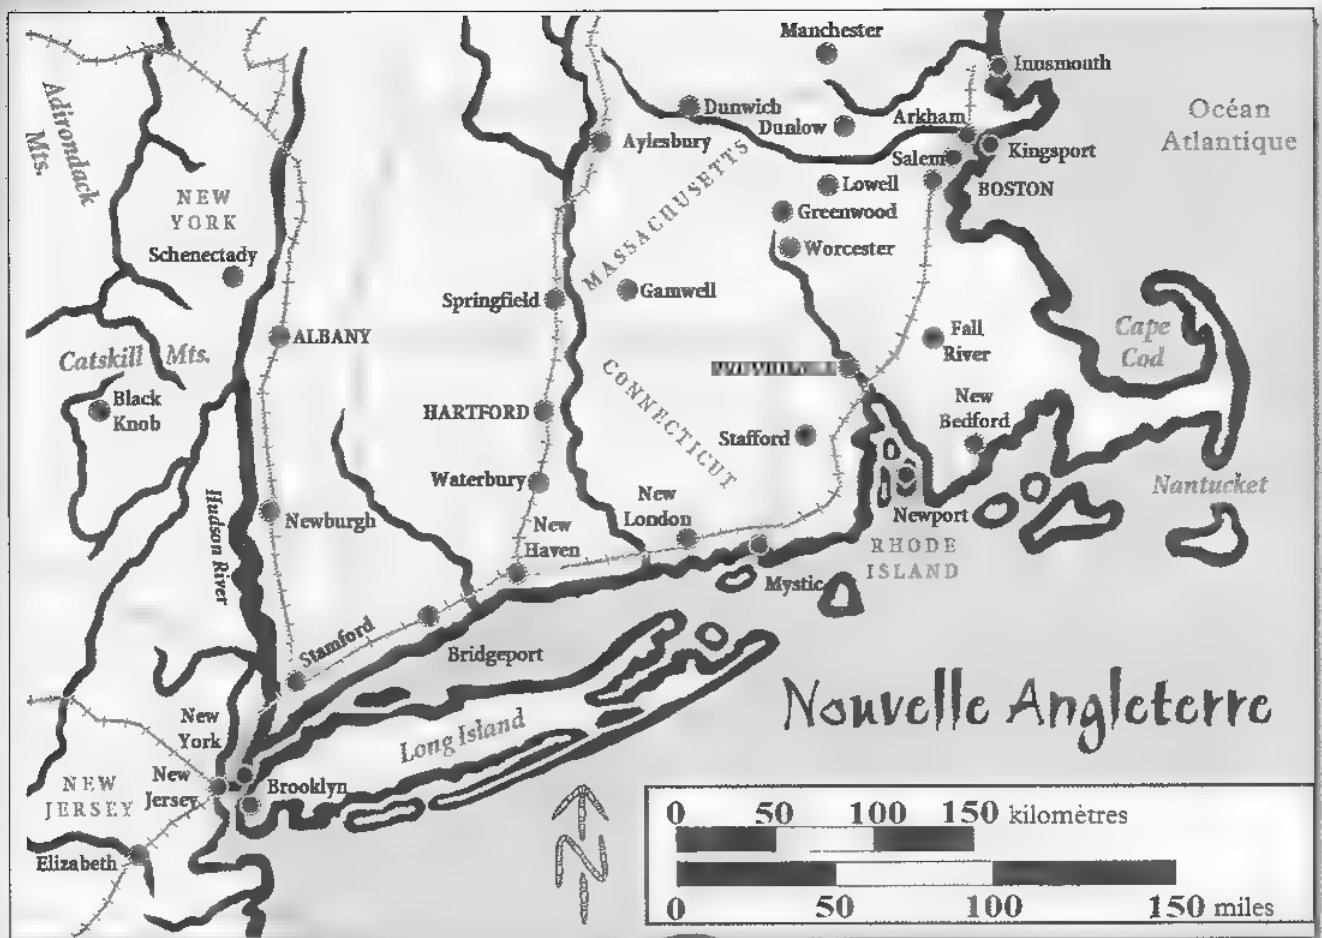 Manchester
Innsmouth
Adirondack
Mts.
Dunwich
Arkham
Dunlow
Océan
Atlantique
Aylesbury
Kingsport
Salem
NEW
YORK
Lowell
BOSTON
MASSACHUSETTS
Greenwood
Schenectady
Worcester
Springfield
Gamwell
ALBANY
Fall
River
Cape
Cod
Catskill Mts.
CONNECTICUT
Black
Knob
HARTFORD
New
Bedford
Stafford
Waterbury
Nantucket
Hudson River
Newburgh
New
London
Newport
New
Haven
RHODE
ISLAND
Mystic
Stamford
Bridgeport
Nouvelle Angleterre
New
York
Long Island
New
Jersey
Brooklyn
NEW
JERSEY
Elizabeth
N
0 50 100 150 kilomètres
0 50 100 150 miles